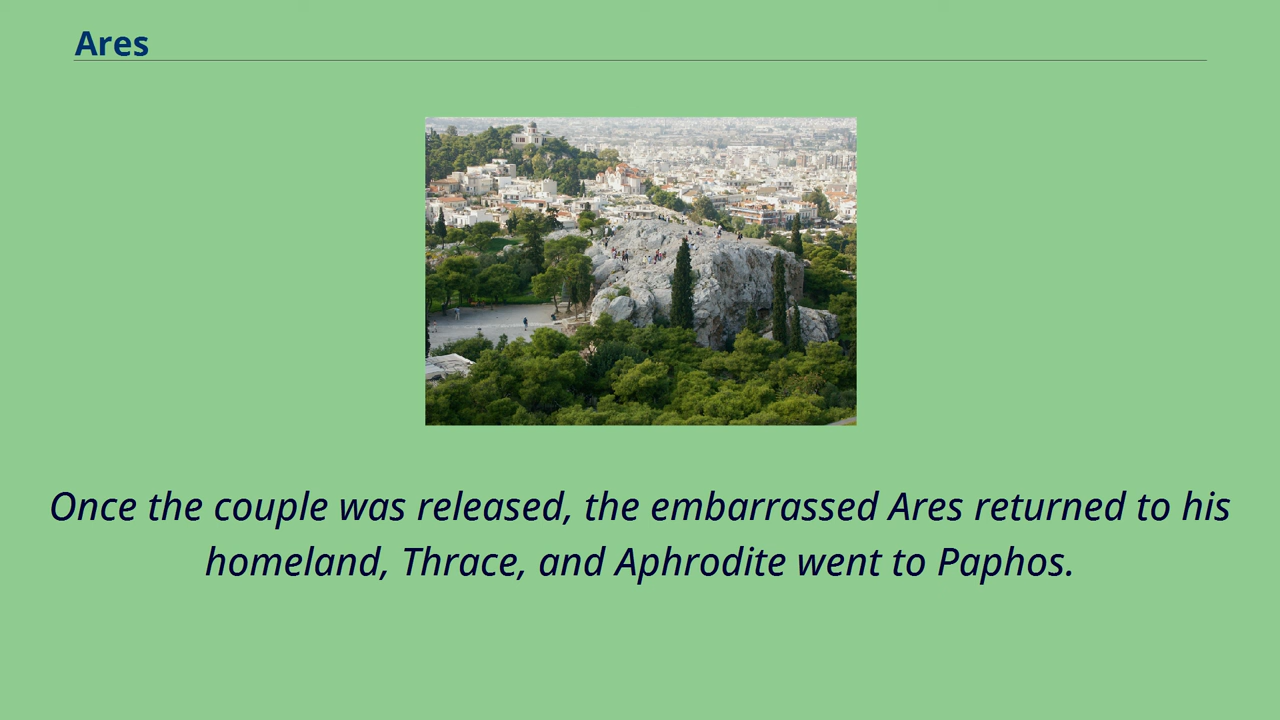 Ares
Once the couple was released, the embarrassed Ares returned to his
homeland, Thrace, and Aphrodite went to Paphos.